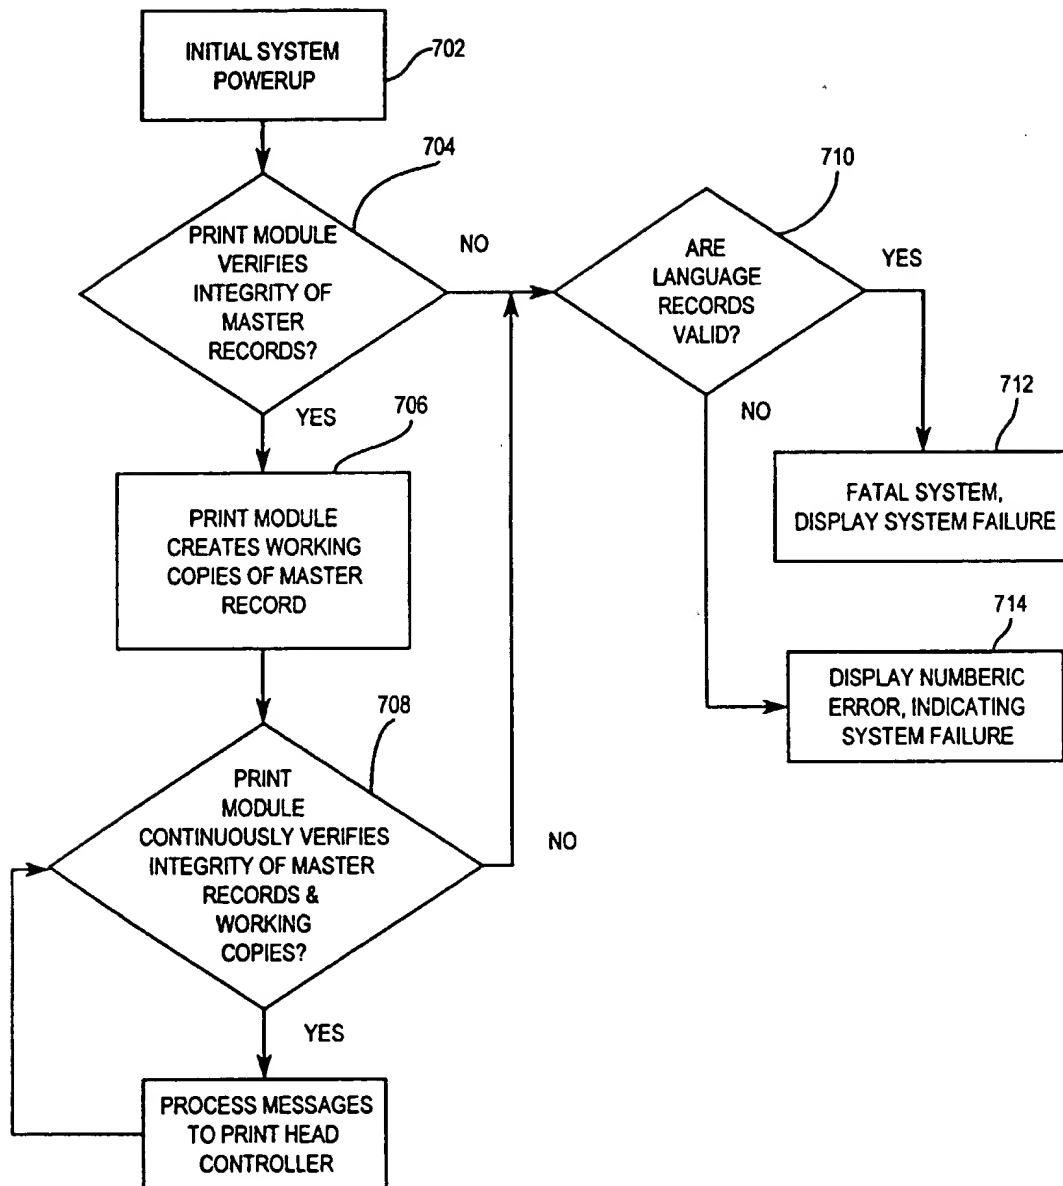 INITIAL SYSTEM
POWERUP
702
704
PRINT MODULE
VERIFIES
INTEGRITY OF
MASTER
RECORDS?
NO
YES
706
PRINT MODULE
CREATES WORKING
COPIES OF MASTER
RECORD
708
PRINT
MODULE
CONTINUOUSLY VERIFIES
INTEGRITY OF MASTER
RECORDS &
WORKING
COPIES?
NO
YES
PROCESS MESSAGES
TO PRINT HEAD
CONTROLLER
710
ARE
LANGUAGE
RECORDS
VALID?
YES
NO
712
FATAL SYSTEM,
DISPLAY SYSTEM FAILURE
714
DISPLAY NUMBERIC
ERROR, INDICATING
SYSTEM FAILURE